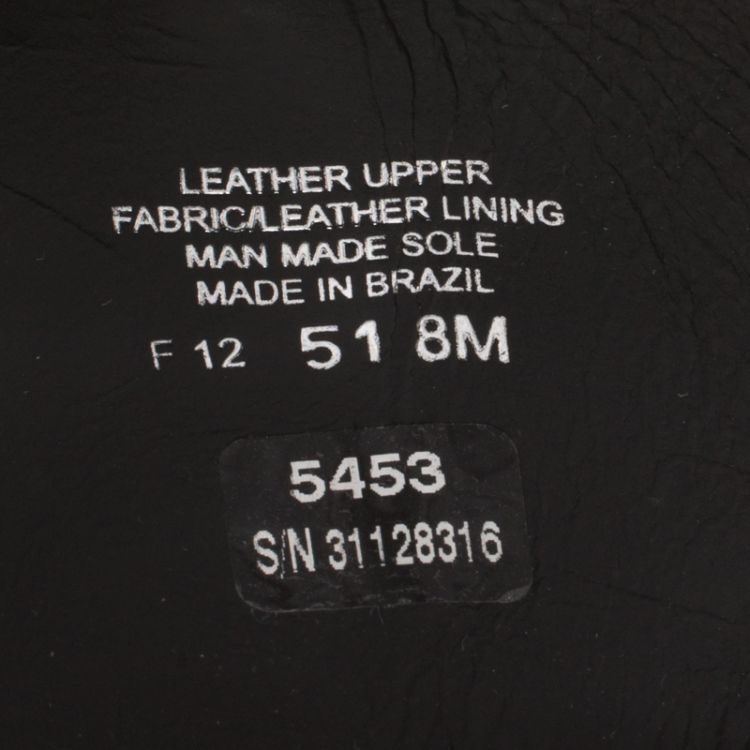 LEATHER UPPER
FABRIC/LEATHER LINING
MAN MADE SOLE
MADE IN BRAZIL
F 12 51 8M
5453
S/N 31128316